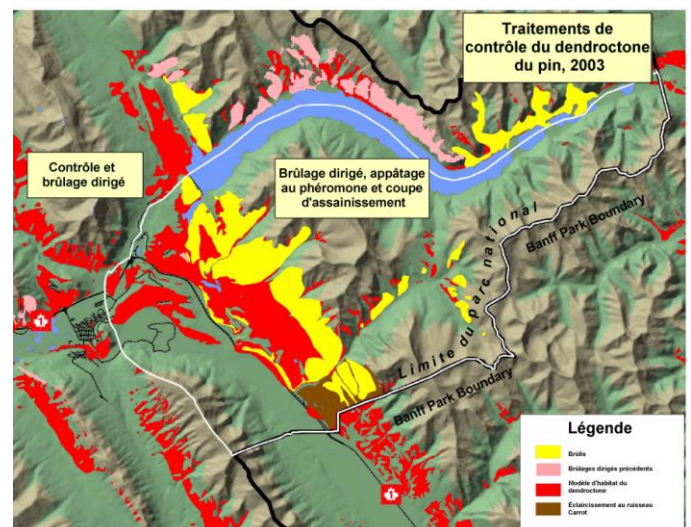 Traitements de
contrôle du dendroctone
du pin, 2003
Contrôle et
brûlage dirigé
Brûlage dirigé, appâtage
au phéromone et coupe
d'assainissement
Limite du parc national
Banff Park Boundary
Banff Park Boundary
1
1
Légende
Brûlis
Brûlages dirigés précédents
Modèle d'habitat du
dendroctone
Éclaircissement au ruisseau
Carrot